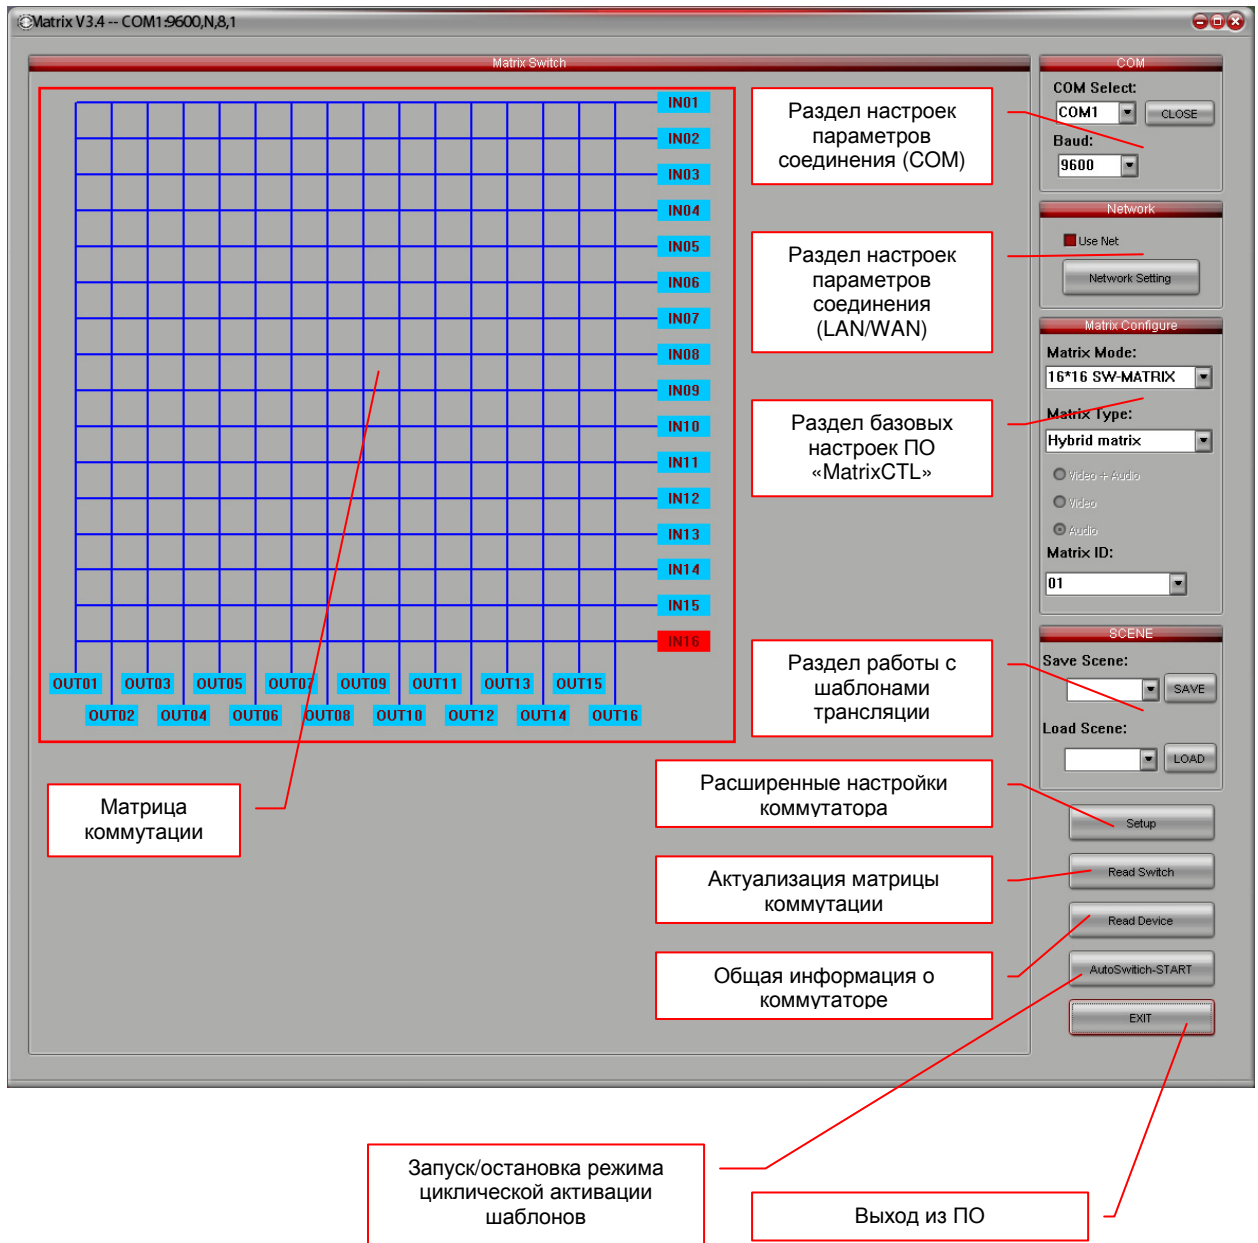 Matrix V3.4 -- COM1:9600,N,8,1
Matrix Switch
IN01
IN02
IN03
IN04
IN05
IN06
IN07
IN08
IN09
IN10
IN11
IN12
IN13
IN14
IN15
IN16
OUT01 OUT03 OUT05 OUT07 OUT09 OUT11 OUT13 OUT15
OUT02 OUT04 OUT06 OUT08 OUT10 OUT12 OUT14 OUT16
Матрица
коммутации
Раздел настроек
параметров
соединения (COM)
Раздел настроек
параметров
соединения
(LAN/WAN)
Раздел базовых
настроек ПО
«MatrixCTL»
Раздел работы с
шаблонами
трансляции
Расширенные настройки
коммутатора
Актуализация матрицы
коммутации
Общая информация о
коммутаторе
COM
COM Select:
COM1 CLOSE
Baud:
9600
Network
Use Net
Network Setting
Matrix Configure
Matrix Mode:
16*16 SW-MATRIX
Matrix Type:
Hybrid matrix
Video + Audio
Video
Audio
Matrix ID:
01
SCENE
Save Scene:
SAVE
Load Scene:
LOAD
Setup
Read Switch
Read Device
AutoSwitich-START
EXIT
Запуск/остановка режима
циклической активации
шаблонов
Выход из ПО